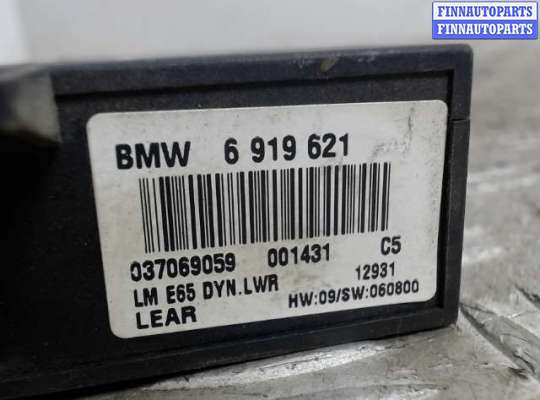 FINNAUTOPARTS
FINNAUTOPARTS
BMW 6 919 621
037069059 001431 C5
LM E65 DYN.LWR 12931
LEAR HW:09/SW:060800